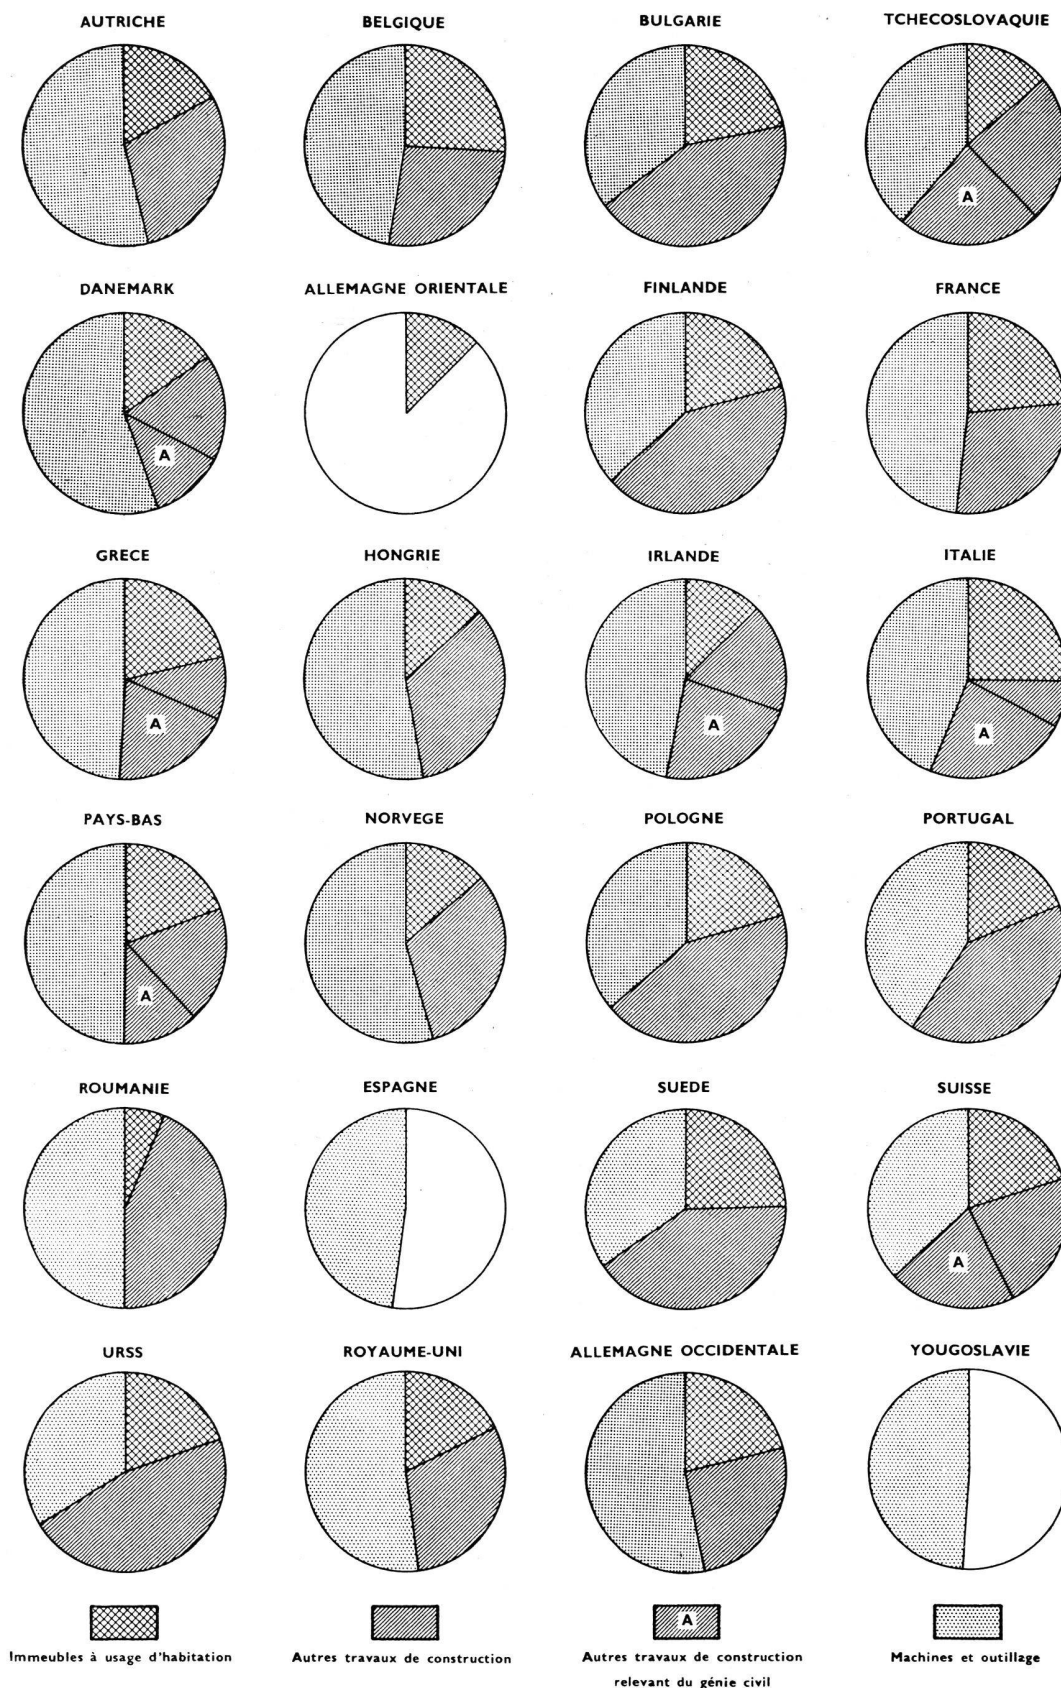 AUTRICHE
BELGIQUE
BULGARIE
TCHECOSLOVAQUIE
A
DANEMARK
ALLEMAGNE ORIENTALE
FINLANDE
FRANCE
A
GRECE
HONGRIE
IRLANDE
ITALIE
A
A
A
PAYS-BAS
NORVEGE
POLOGNE
PORTUGAL
A
ROUMANIE
ESPAGNE
SUEDE
SUISSE
A
URSS
ROYAUME-UNI
ALLEMAGNE OCCIDENTALE
YOUGOSLAVIE
A
Immeubles à usage d'habitation
Autres travaux de construction
Autres travaux de construction
relevant du génie civil
Machines et outillage